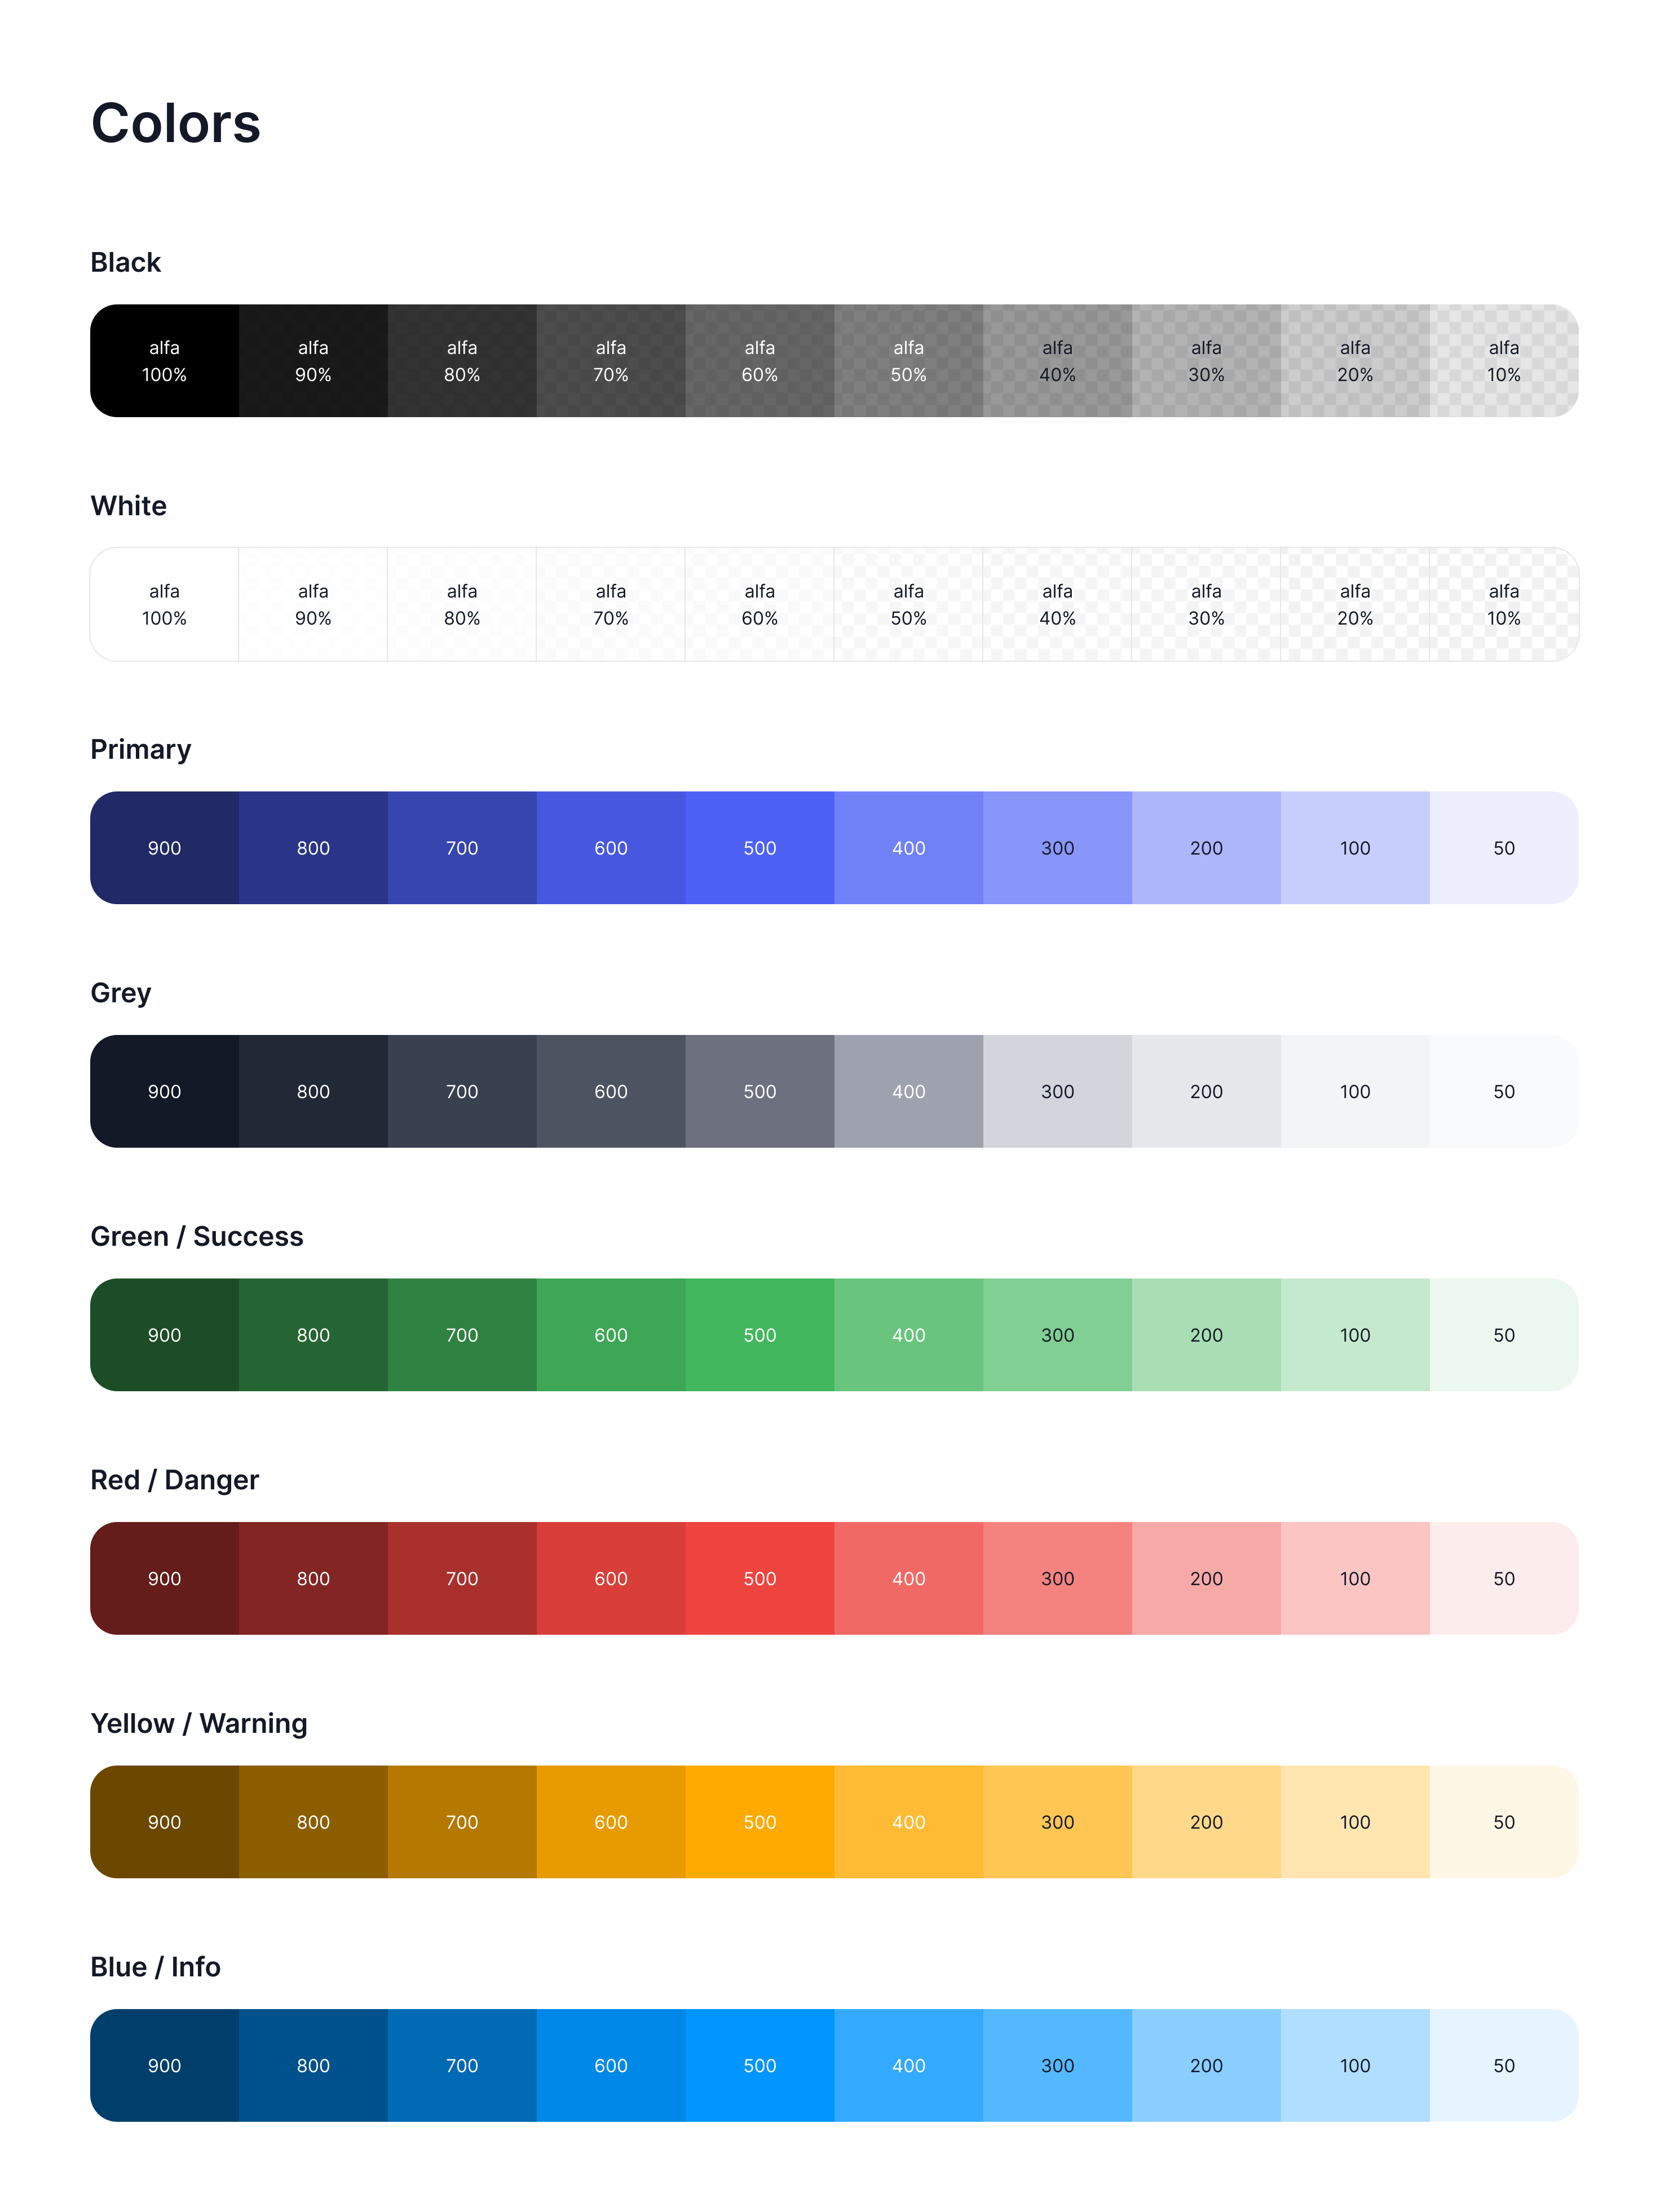 Colors
Black
alfa alfa alfa alfa alfa alfa alfa alfa alfa alfa
100% 90% 80% 70% 60% 50% 40% 30% 20% 10%
White
alfa alfa alfa alfa alfa alfa alfa alfa alfa alfa
100% 90% 80% 70% 60% 50% 40% 30% 20% 10%
Primary
900 800 700 600 500 400 300 200 100 50
Grey
900 800 700 600 500 400 300 200 100 50
Green / Success
900 800 700 600 500 400 300 200 100 50
Red / Danger
900 800 700 600 500 400 300 200 100 50
Yellow / Warning
900 800 700 600 500 400 300 200 100 50
Blue / Info
900 800 700 600 500 400 300 200 100 50